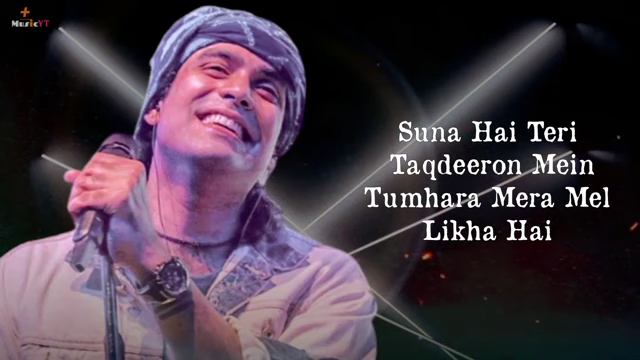 MusicYT
Suna Hai Teri
Taqdeeron Mein
Tumhara Mera Mel
Likha Hai